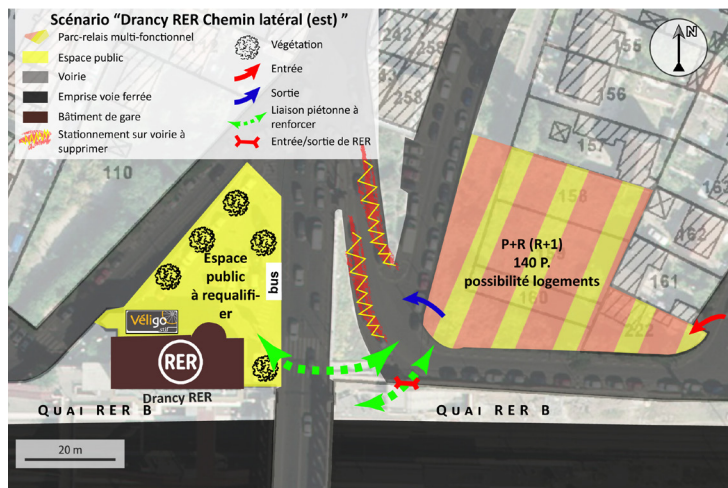 Scénario “Drancy RER Chemin latéral (est) ”
Parc-relais multi-fonctionnel
Espace public
Voirie
Emprise voie ferrée
Bâtiment de gare
Stationnement sur voirie à
supprimer
Végétation
Entrée
Sortie
Liaison piétonne à
renforcer
Entrée/sortie de RER
N
242
258
258
155
156
157
110
158
162
161
160
222
P+R (R+1)
140 P.
possibilité logements
Espace
public
à requalifi-
er
bus
Véligo
RER
Drancy RER
QUAI RER B
QUAI RER B
20 m